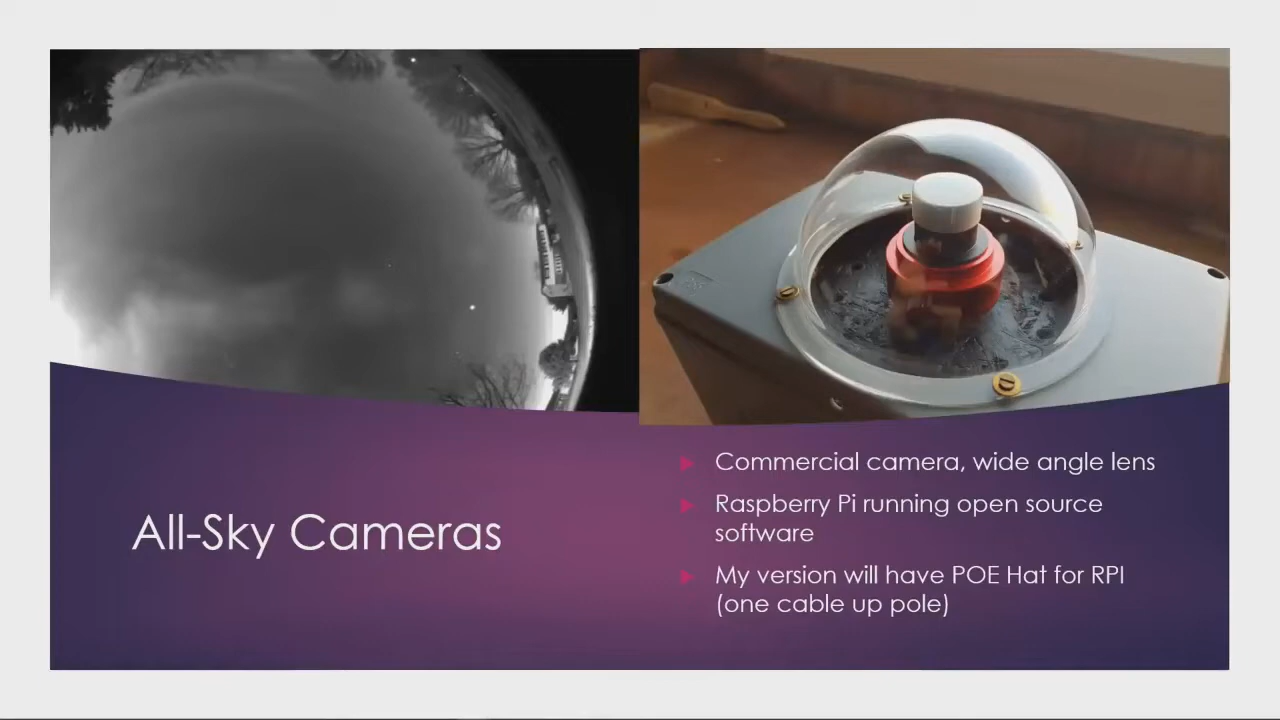 All-Sky Cameras
Commercial camera, wide angle lens
Raspberry Pi running open source
software
My version will have POE Hat for RPI
(one cable up pole)